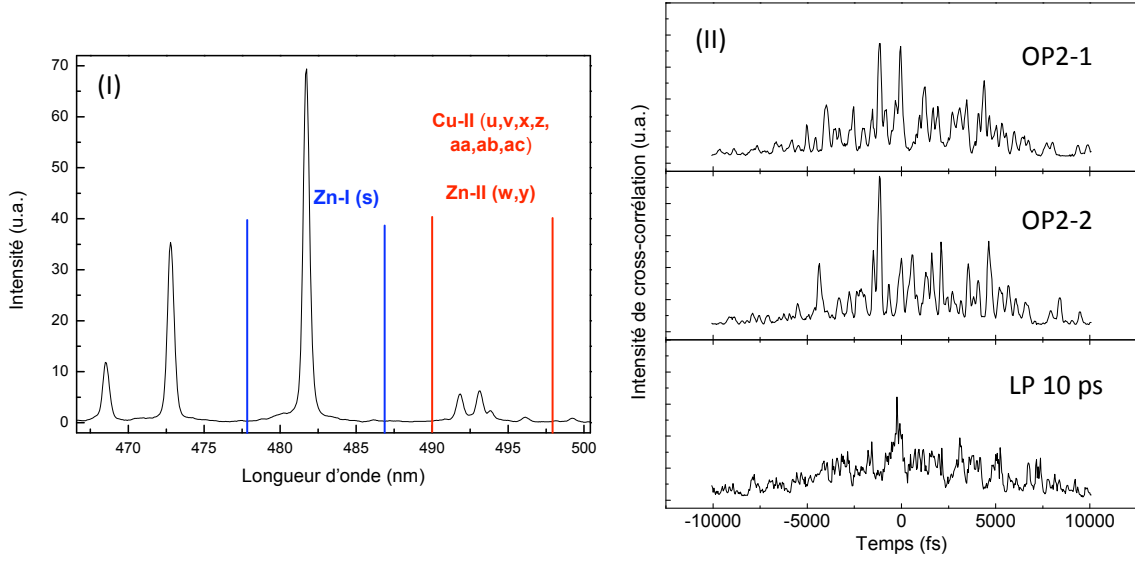 (I)
70
60
50
40
30
20
10
0
Intensité (u.a.)
Cu-II (u,v,x,z,
aa,ab,ac)
Zn-I (s)
Zn-II (w,y)
470 475 480 485 490 495 500
Longueur d'onde (nm)
(II)
OP2-1
OP2-2
LP 10 ps
Intensité de cross-corrélation (u.a.)
-10000 -5000 0 5000 10000
Temps (fs)